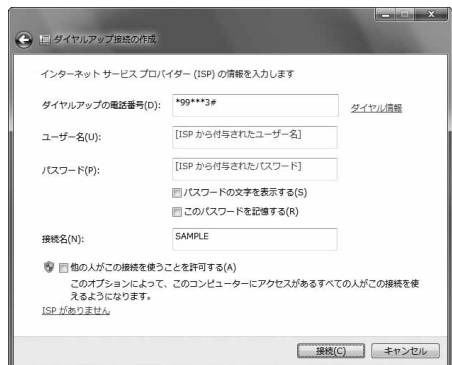 ダイヤルアップ接続の作成
インターネット サービス プロバイダー (ISP) の情報を入力します
ダイヤルアップの電話番号(D):
*99***3#
ダイヤル情報
ユーザー名(U):
[ISP から付与されたユーザー名]
パスワード(P):
[ISP から付与されたパスワード]
パスワードの文字を表示する(S)
このパスワードを記憶する(R)
接続名(N):
SAMPLE
他の人がこの接続を使うことを許可する(A)
このオプションによって、このコンピューターにアクセスがあるすべての人がこの接続を使
えるようになります。
ISP がありません
接続(C)
キャンセル